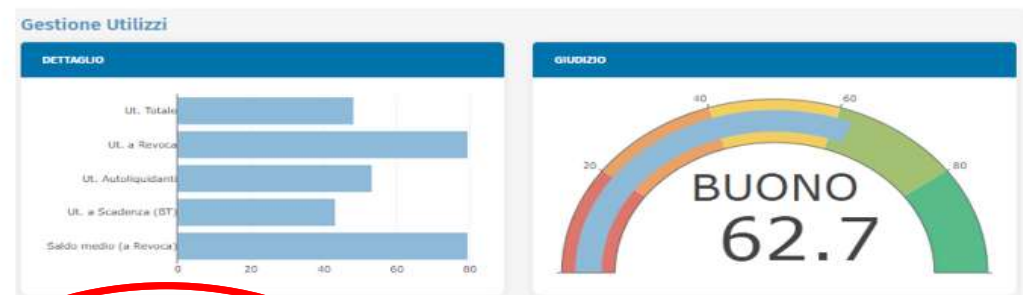 Gestione Utilizzi
DETTAGLIO
Ut. Totale
Ut. a Revoca
Ut. Autoliquidanti
Ut. a Scadenza (BT)
Saldo medio (a Revoca)
0 20 40 60 80
GIUDIZIO
20 40 60 80
BUONO
62.7